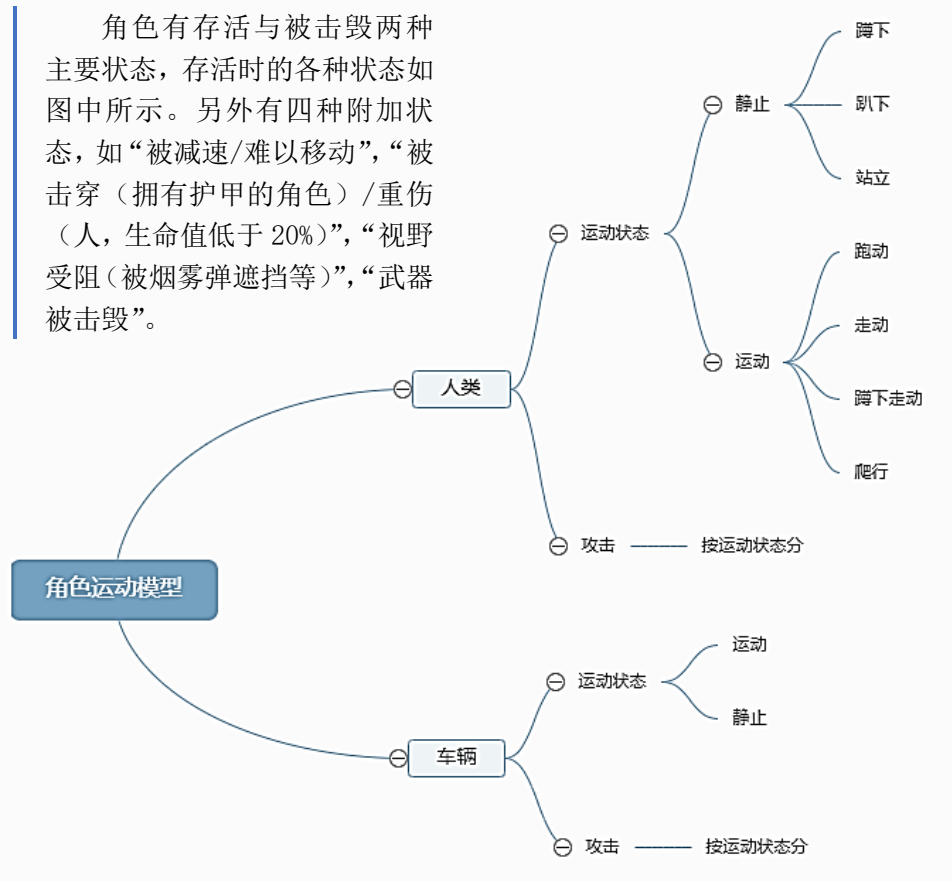 角色有存活与被击毁两种
主要状态，存活时的各种状态如
图中所示。另外有四种附加状
态，如“被减速/难以移动”，“被
击穿（拥有护甲的角色）/重伤
（人，生命值低于 20%）”，“视野
受阻（被烟雾弹遮挡等）”，“武器
被击毁”。
角色运动模型
人类
运动状态
静止
蹲下
趴下
站立
运动
跑动
走动
蹲下走动
爬行
攻击
按运动状态分
车辆
运动状态
运动
静止
攻击
按运动状态分